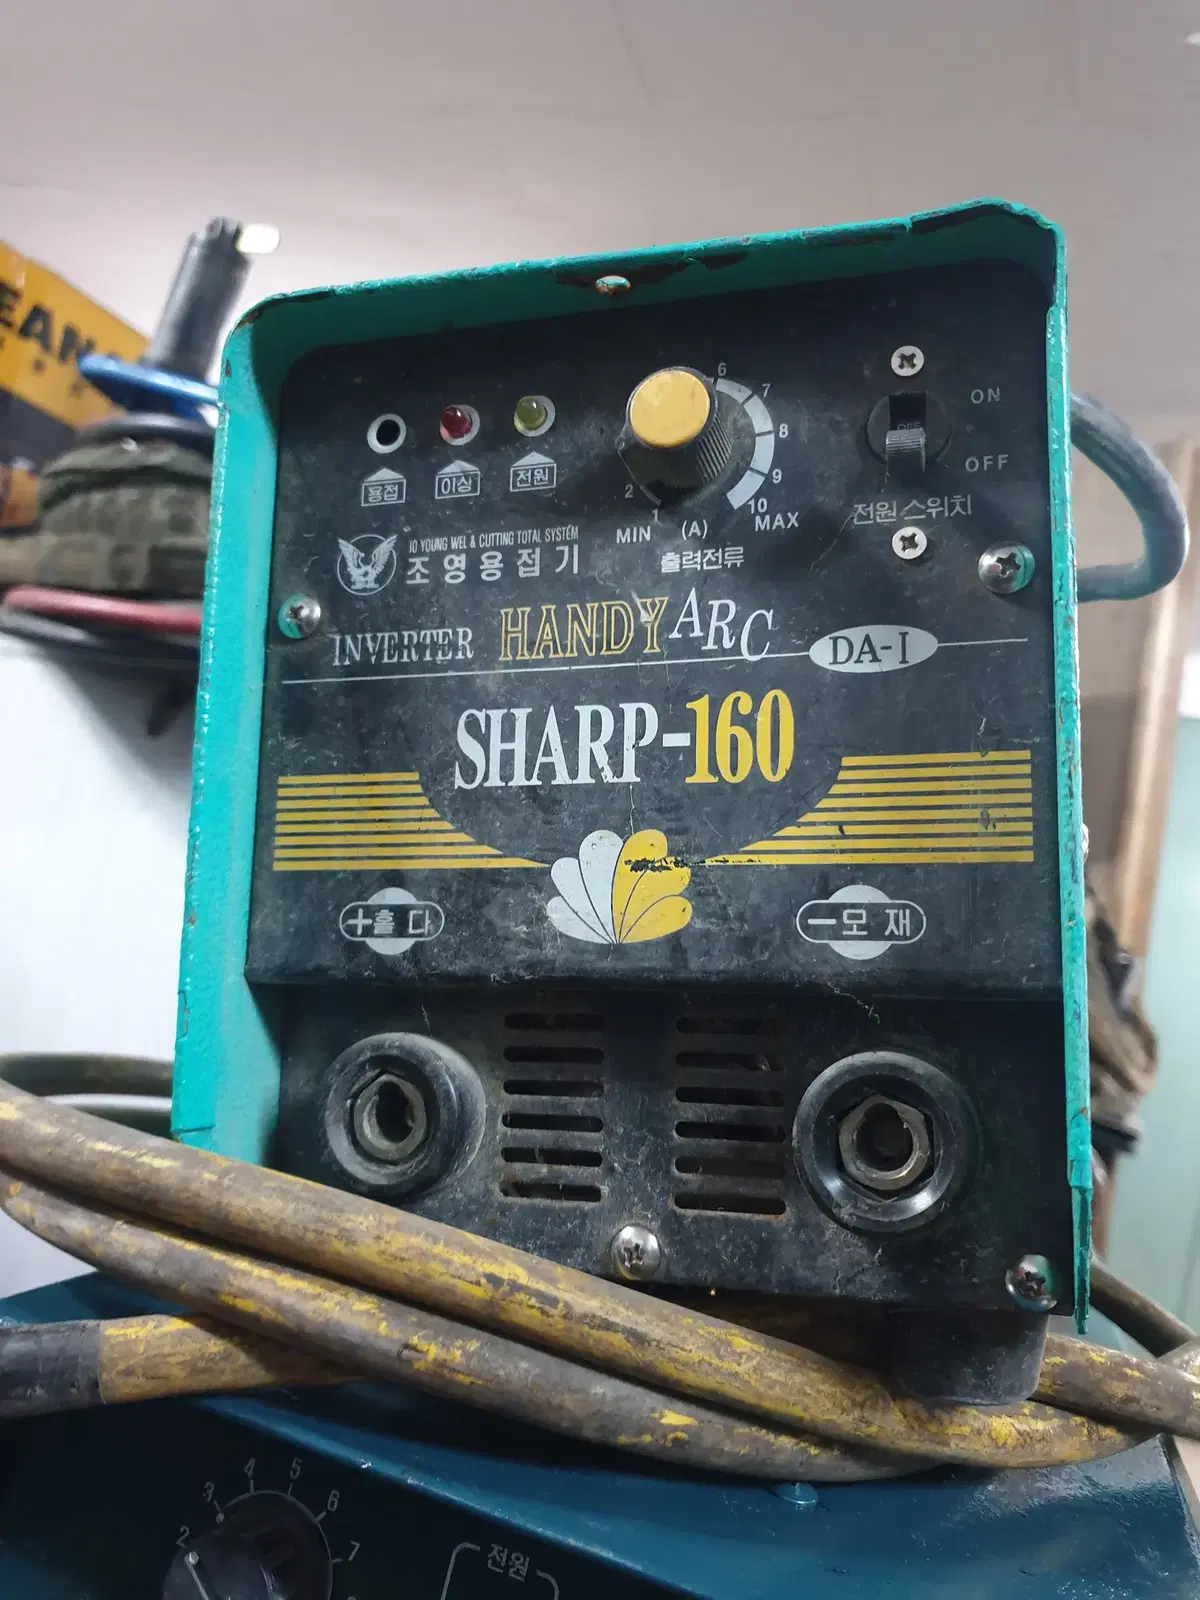 EAN
용접
이상
전원
6
7
8
9
10
2
1
MIN
(A)
MAX
출력전류
ON
OFF
OFF
전원스위치
JO YOUNG WEL & CUTTING TOTAL SYSTEM
조영용접기
INVERTER HANDY ARC DA-I
SHARP-160
+홀다
-모재
2
3
4
5
6
7
전원